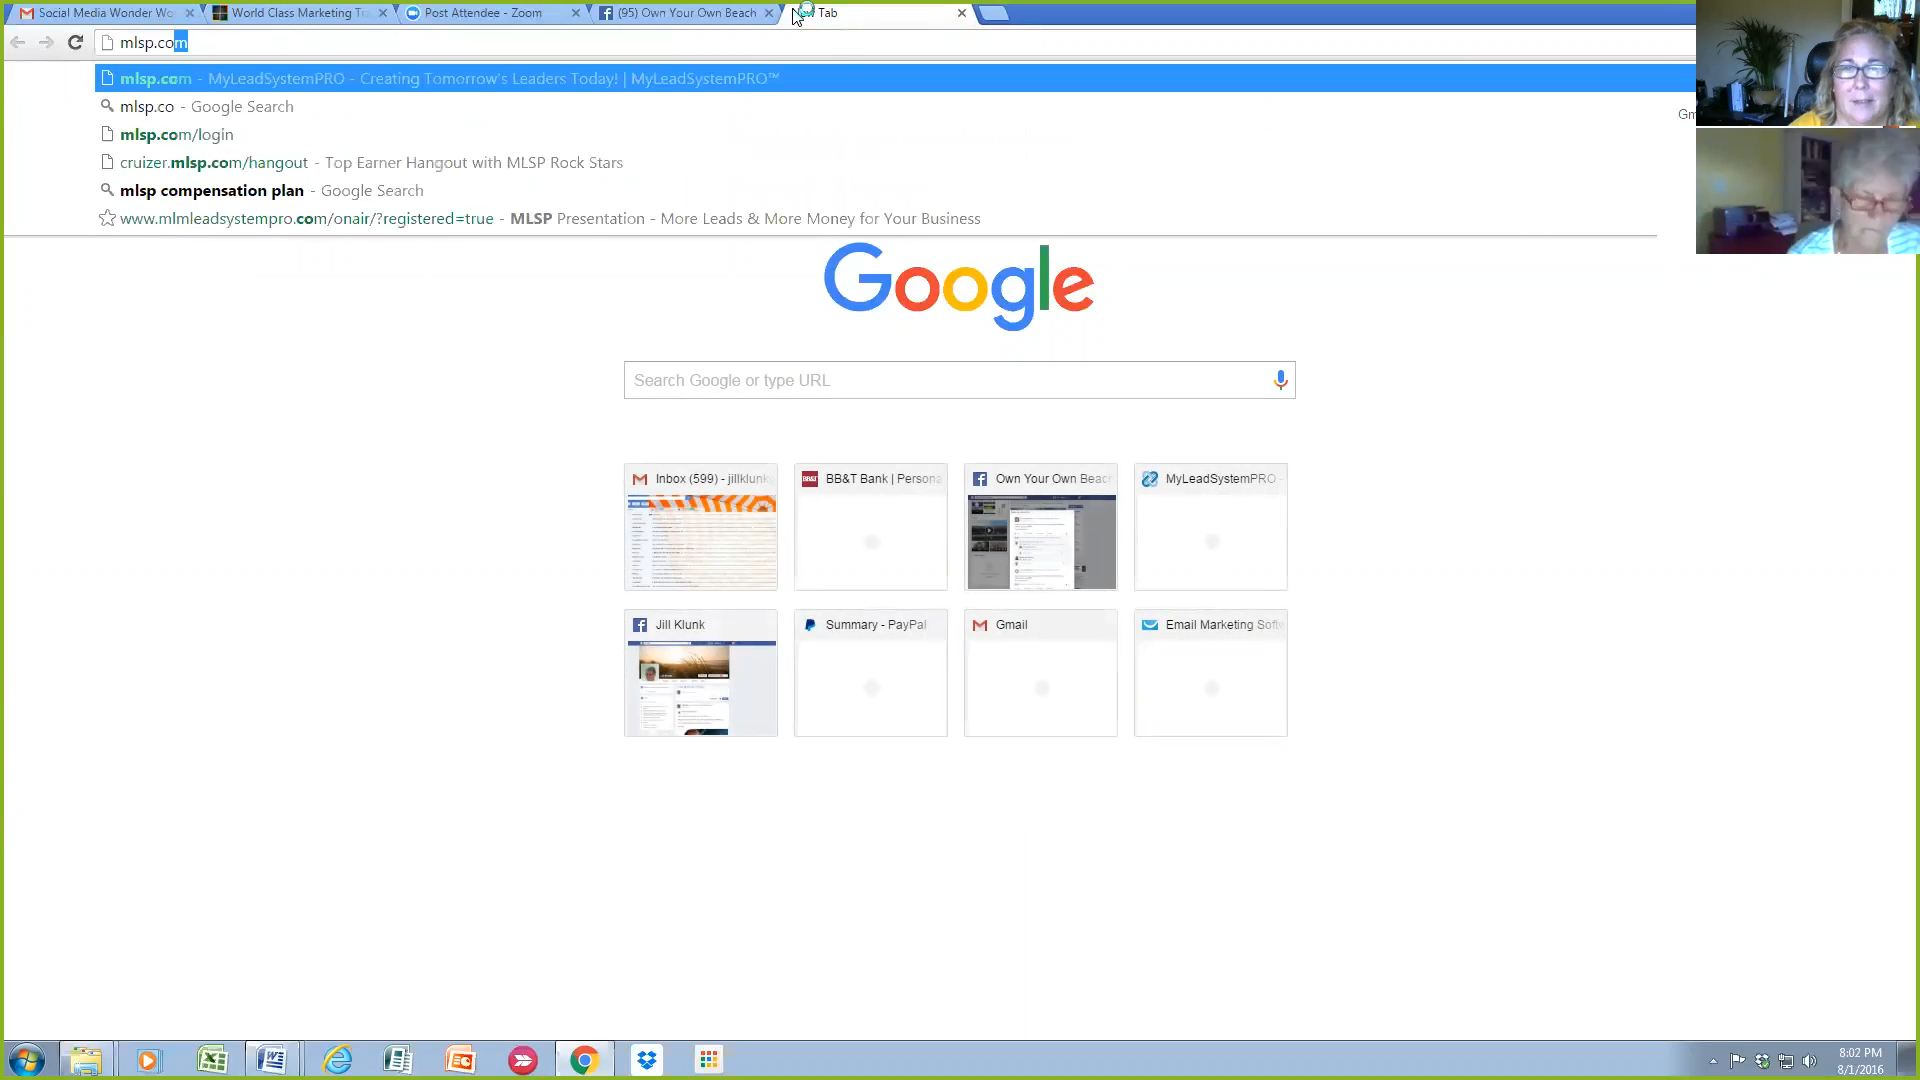 Social Media Wonder Wo
World Class Marketing Tr
Post Attendee - Zoom
(95) Own Your Own Beach
Tab
mlsp.com
mlsp.com - MyLeadSystemPRO - Creating Tomorrow's Leaders Today! | MyLeadSystemPRO™
mlsp.co - Google Search
mlsp.com/login
cruizer.mlsp.com/hangout - Top Earner Hangout with MLSP Rock Stars
mlsp compensation plan - Google Search
www.mlmleadsystempro.com/onair/?registered=true - MLSP Presentation - More Leads & More Money for Your Business
Gm
Google
Search Google or type URL
Inbox (599) - jillklunk
BB&T Bank | Persona
Own Your Own Beac
MyLeadSystemPRO -
Jill Klunk
Summary - PayPal
Gmail
Email Marketing Soft
8:02 PM
8/1/2016